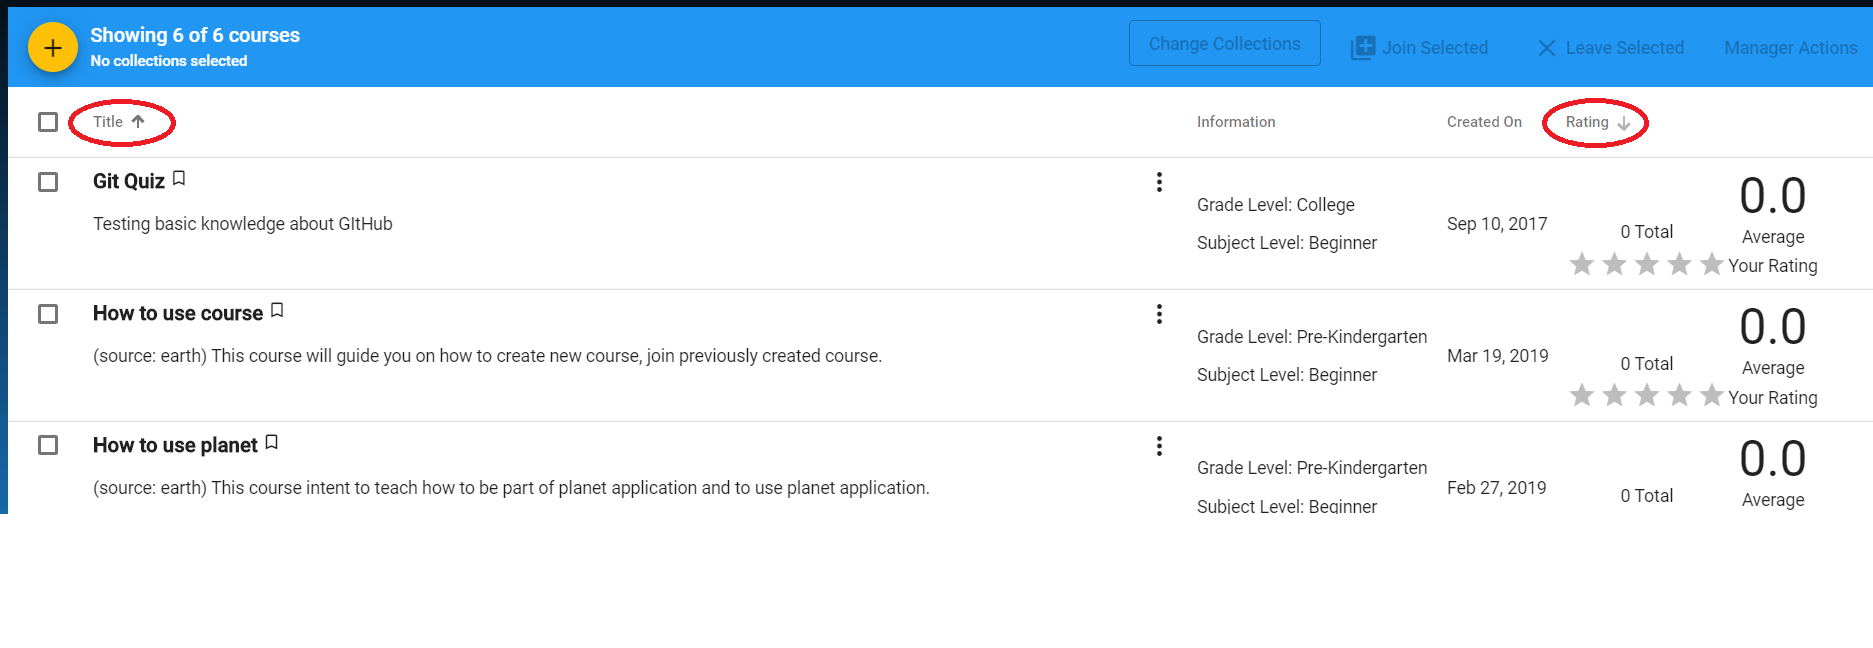 Showing 6 of 6 courses
No collections selected
Change Collections
Join Selected
Leave Selected
Manager Actions
Title
Information
Created On
Rating
Git Quiz
Testing basic knowledge about GItHub
Grade Level: College
Subject Level: Beginner
Sep 10, 2017
0 Total
0.0
Average
Your Rating
How to use course
(source: earth) This course will guide you on how to create new course, join previously created course.
Grade Level: Pre-Kindergarten
Subject Level: Beginner
Mar 19, 2019
0 Total
0.0
Average
Your Rating
How to use planet
(source: earth) This course intent to teach how to be part of planet application and to use planet application.
Grade Level: Pre-Kindergarten
Subject Level: Beginner
Feb 27, 2019
0 Total
0.0
Average